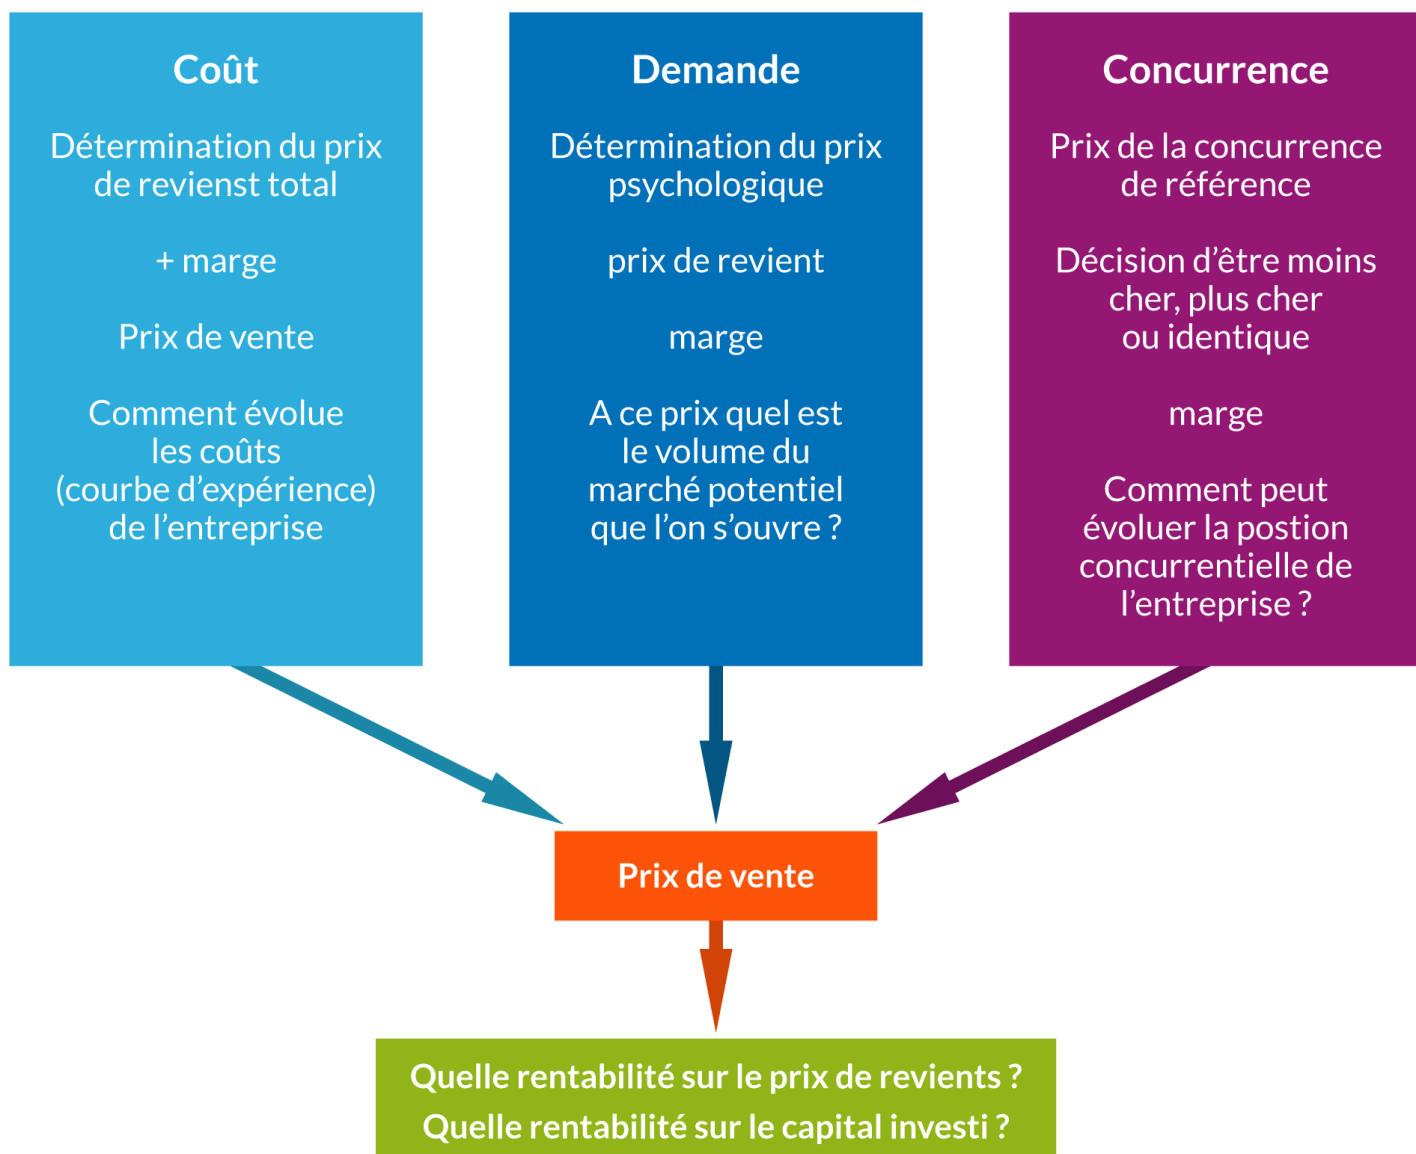 Coût
Détermination du prix
de revienst total
+ marge
Prix de vente
Comment évolue
les coûts
(courbe d’expérience)
de l’entreprise
Demande
Détermination du prix
psychologique
prix de revient
marge
A ce prix quel est
le volume du
marché potentiel
que l’on s’ouvre ?
Concurrence
Prix de la concurrence
de référence
Décision d’être moins
cher, plus cher
ou identique
marge
Comment peut
évoluer la postion
concurrentielle de
l’entreprise ?
Prix de vente
Quelle rentabilité sur le prix de revients ?
Quelle rentabilité sur le capital investi ?